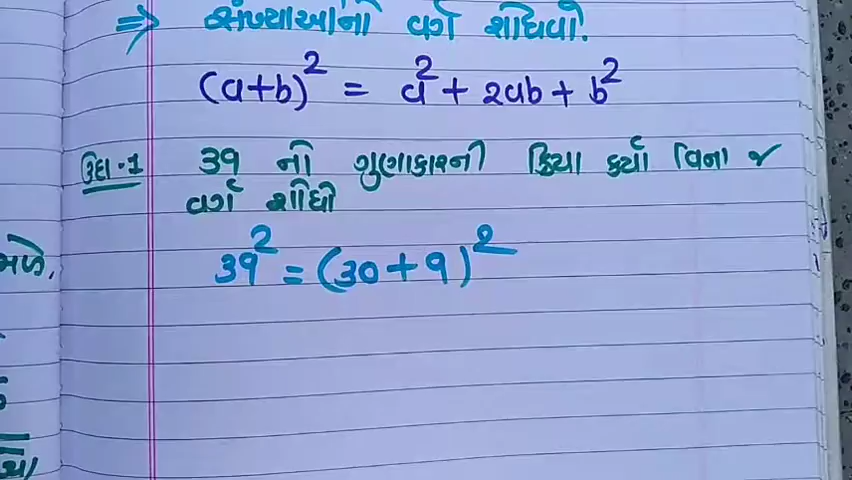 ⇒ સંખ્યાઓનો વર્ગ શોધવો.
(a+b)² = a² + 2ab + b²
ઉદા-1 39 ની ગુણાકારની ક્રિયા કર્યા વિના જ
વર્ગ શોધો
39² = (30+9)²
મળે,